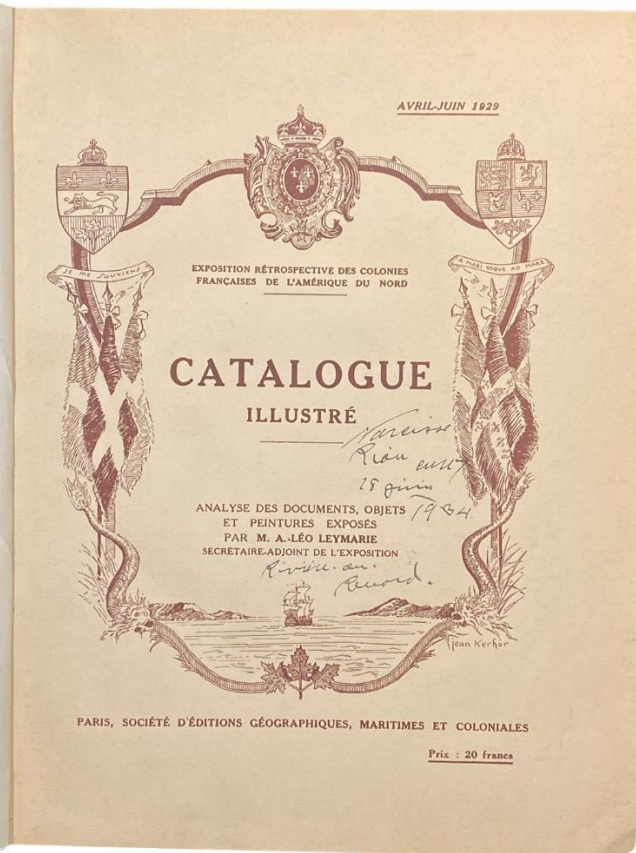 AVRIL-JUIN 1929
JE ME SOUVIENS
A MARI USQUE AD MARE
EXPOSITION RÉTROSPECTIVE DES COLONIES
FRANÇAISES DE L'AMÉRIQUE DU NORD
CATALOGUE
ILLUSTRÉ
Narcisse
Rioux
18 juin
1934.
ANALYSE DES DOCUMENTS, OBJETS
ET PEINTURES EXPOSÉS
PAR M. A.-LÉO LEYMARIE
SECRÉTAIRE-ADJOINT DE L'EXPOSITION
Rivière-au-
Renard.
Jean Kerhor
PARIS, SOCIÉTÉ D'ÉDITIONS GÉOGRAPHIQUES, MARITIMES ET COLONIALES
Prix : 20 francs